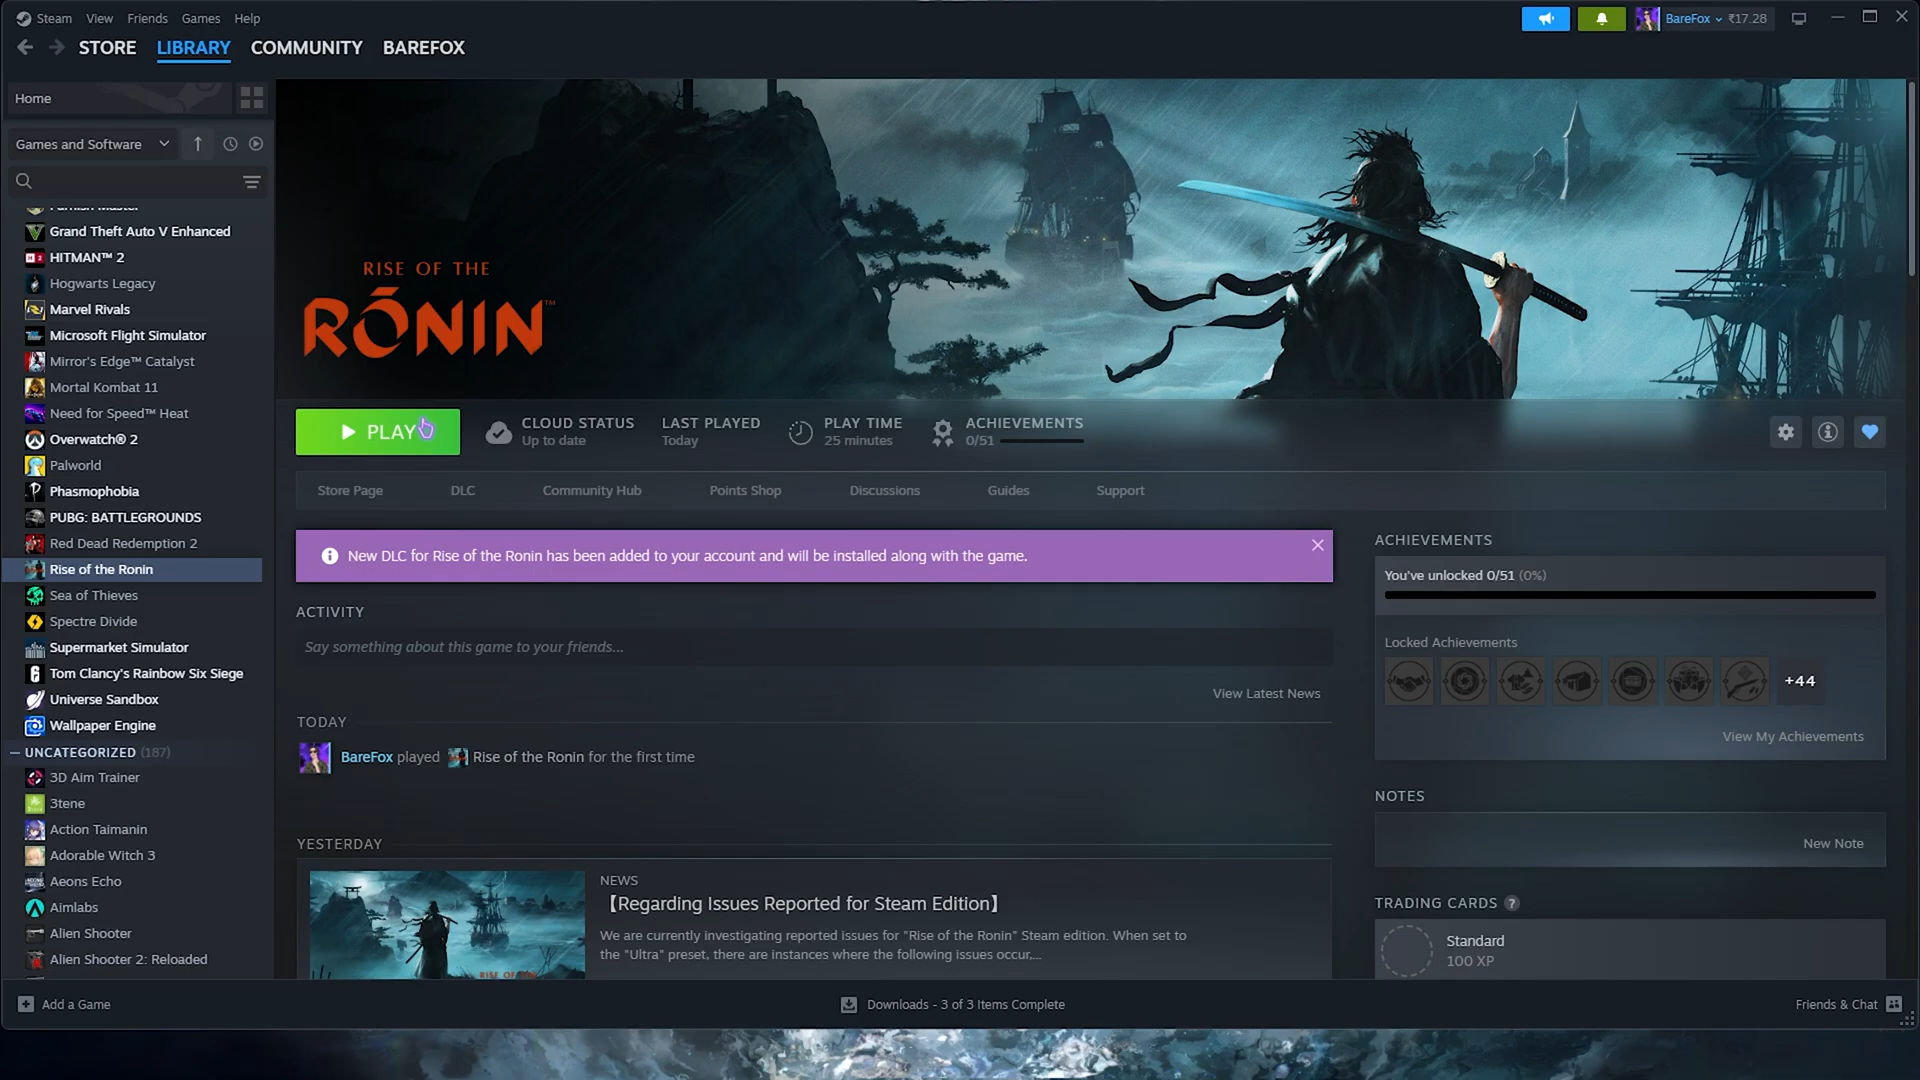 Steam View Friends Games Help
BareFox ₹17.28
STORE LIBRARY COMMUNITY BAREFOX
Home
Games and Software
Grand Theft Auto V Enhanced
HITMAN™ 2
Hogwarts Legacy
Marvel Rivals
Microsoft Flight Simulator
Mirror's Edge™ Catalyst
Mortal Kombat 11
Need for Speed™ Heat
Overwatch® 2
Palworld
Phasmophobia
PUBG: BATTLEGROUNDS
Red Dead Redemption 2
Rise of the Ronin
Sea of Thieves
Spectre Divide
Supermarket Simulator
Tom Clancy's Rainbow Six Siege
Universe Sandbox
Wallpaper Engine
UNCATEGORIZED (187)
3D Aim Trainer
3tene
Action Taimanin
Adorable Witch 3
Aeons Echo
Aimlabs
Alien Shooter
Alien Shooter 2: Reloaded
RISE OF THE
RŌNIN™
PLAY
CLOUD STATUS
Up to date
LAST PLAYED
Today
PLAY TIME
25 minutes
ACHIEVEMENTS
0/51
Store Page DLC Community Hub Points Shop Discussions Guides Support
New DLC for Rise of the Ronin has been added to your account and will be installed along with the game.
ACTIVITY
Say something about this game to your friends...
View Latest News
TODAY
BareFox played Rise of the Ronin for the first time
YESTERDAY
NEWS
【Regarding Issues Reported for Steam Edition】
We are currently investigating reported issues for "Rise of the Ronin" Steam edition. When set to
the "Ultra" preset, there are instances where the following issues occur,...
ACHIEVEMENTS
You've unlocked 0/51 (0%)
Locked Achievements
+44
View My Achievements
NOTES
New Note
TRADING CARDS ?
Standard
100 XP
Add a Game
Downloads - 3 of 3 Items Complete
Friends & Chat